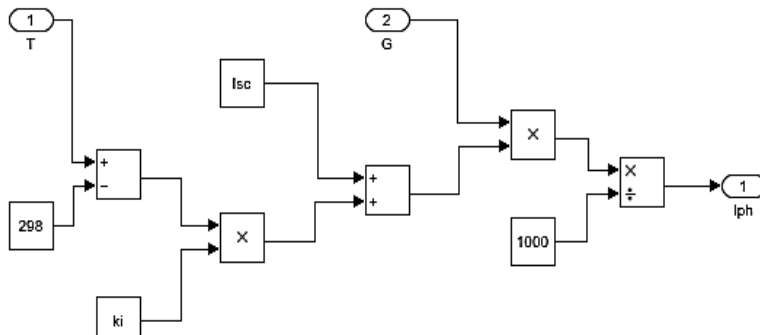 1
T
2
G
Isc
+
−
298
×
ki
+
+
×
×
÷
1000
1
Iph